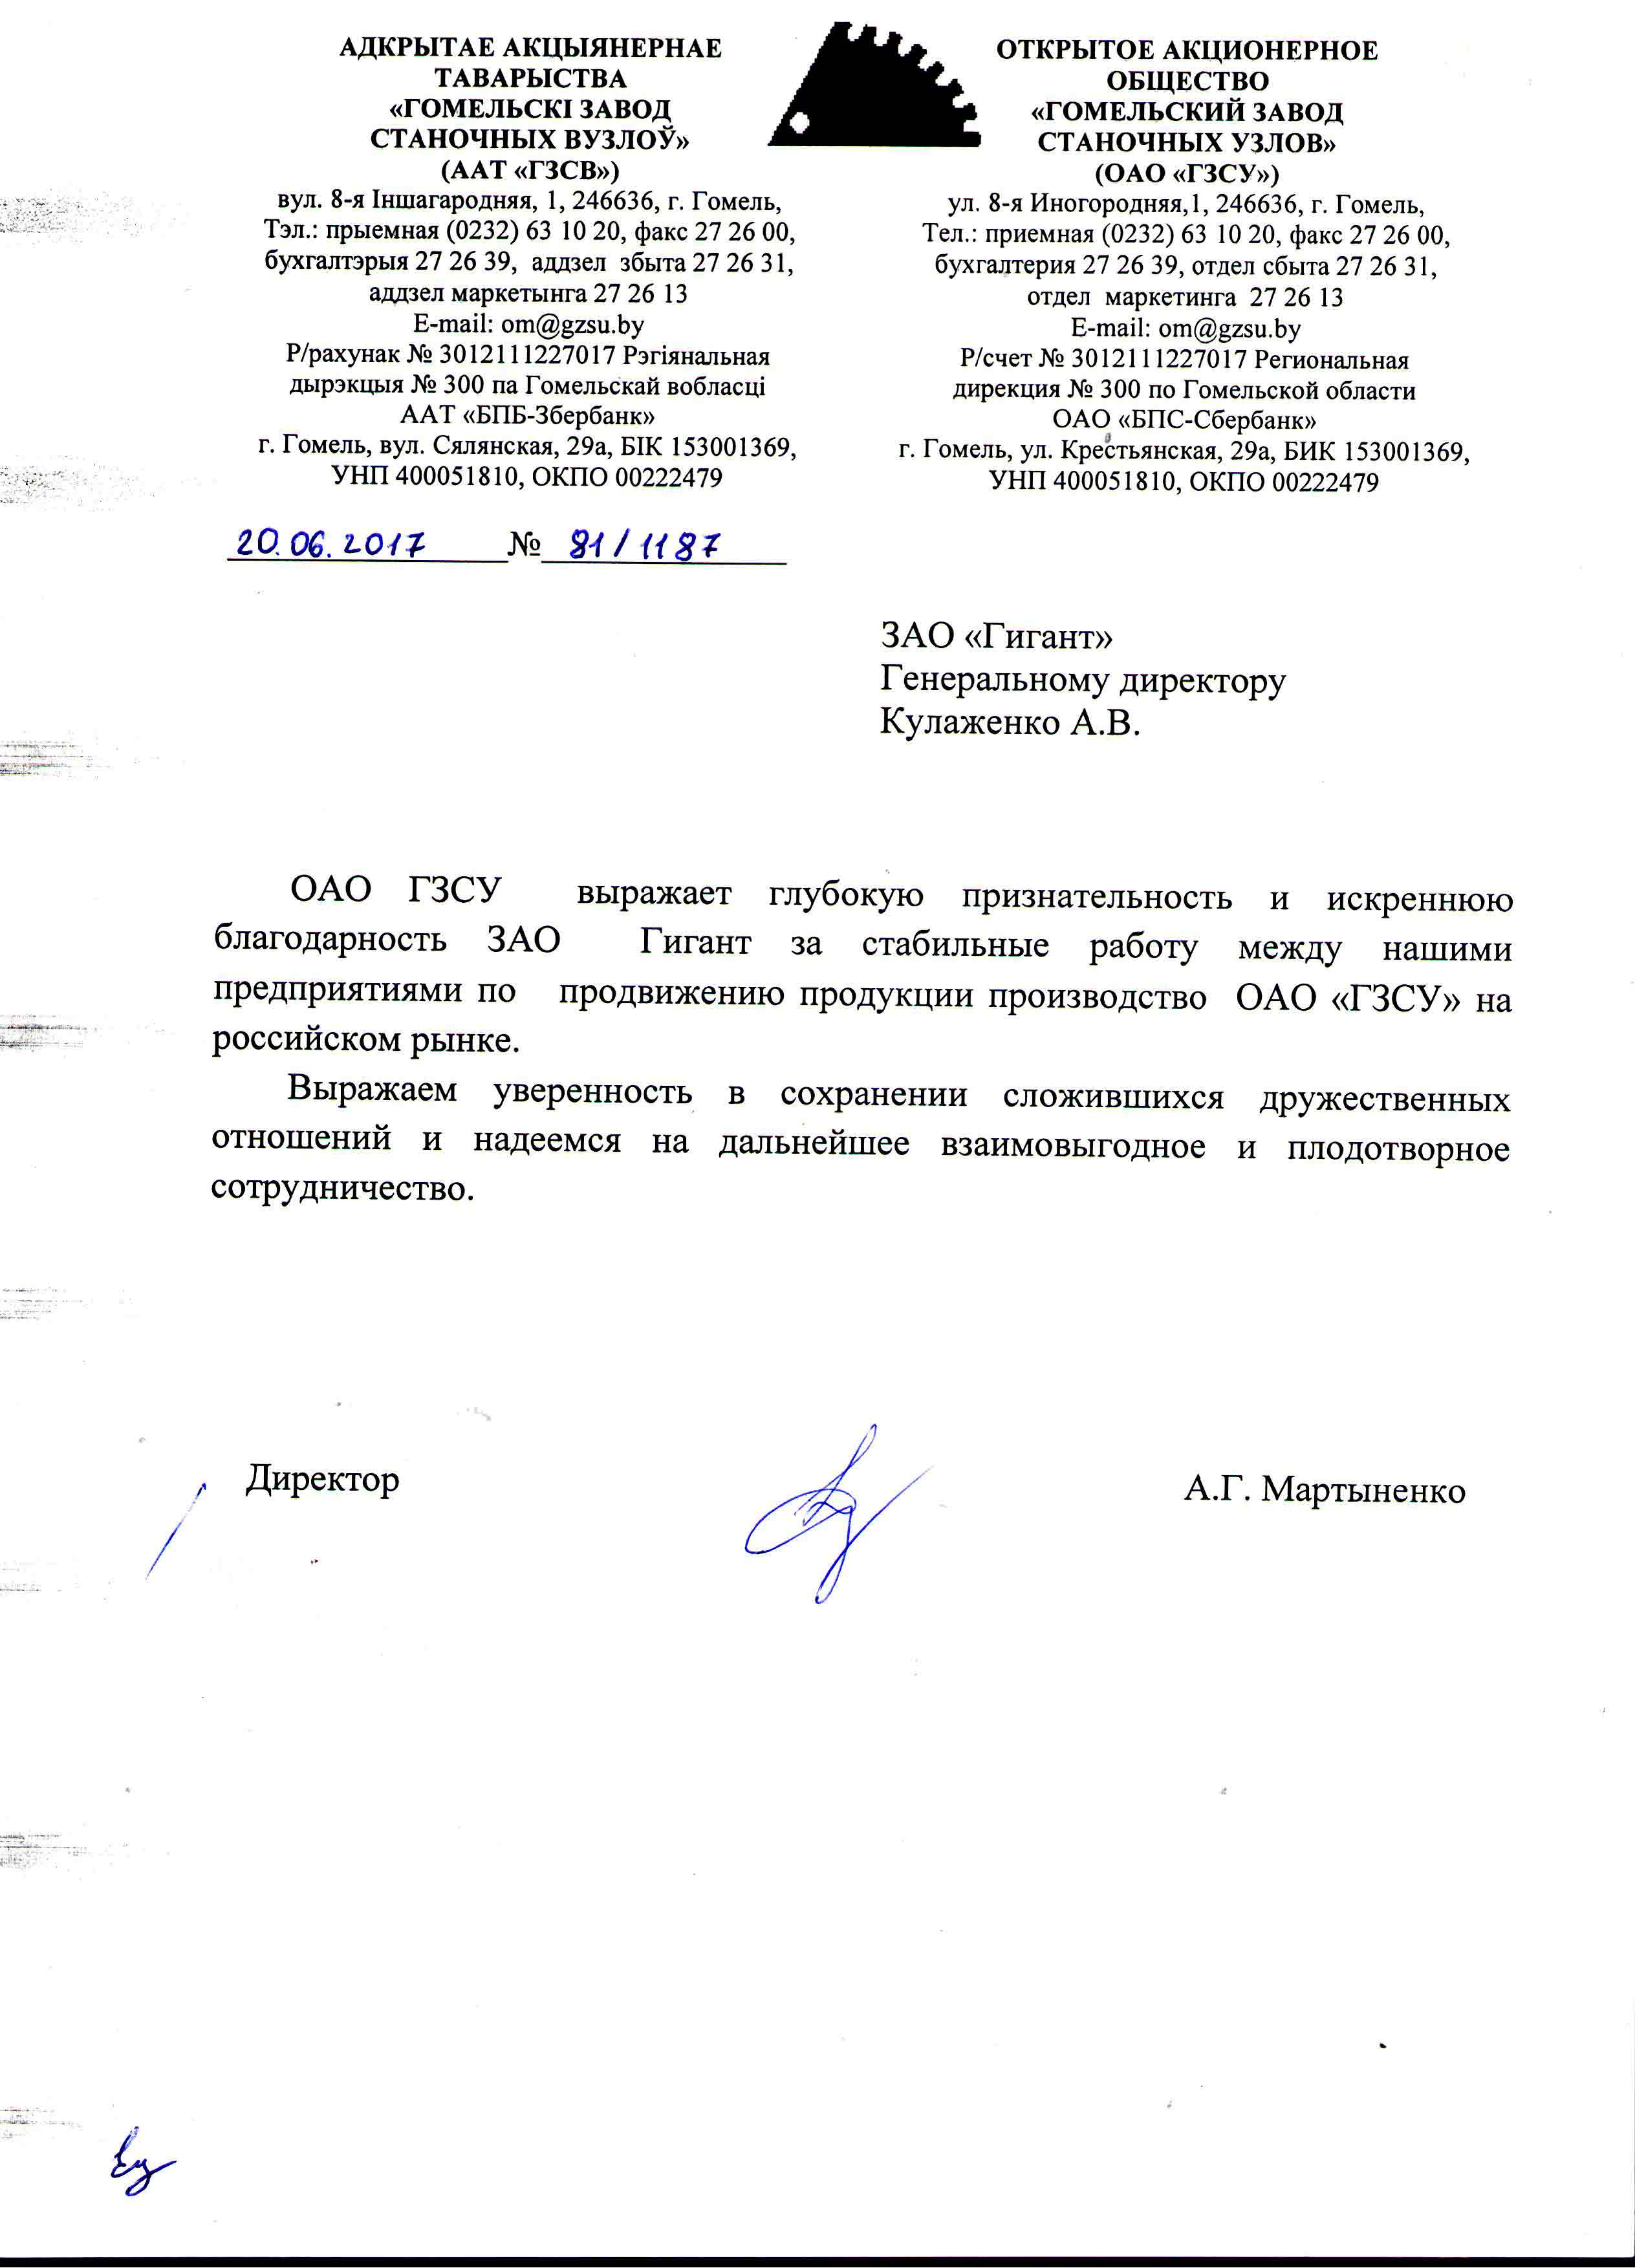 АДКРЫТАЕ АКЦЫЯНЕРНАЕ
ТАВАРЫСТВА
«ГОМЕЛЬСКІ ЗАВОД
СТАНОЧНЫХ ВУЗЛОЎ»
(ААТ «ГЗСВ»)
вул. 8-я Іншагародняя, 1, 246636, г. Гомель,
Тэл.: прыемная (0232) 63 10 20, факс 27 26 00,
бухгалтэрыя 27 26 39, аддзел збыта 27 26 31,
аддзел маркетынга 27 26 13
E-mail: om@gzsu.by
Р/рахунак № 3012111227017 Рэгіянальная
дырэкцыя № 300 па Гомельскай вобласці
ААТ «БПБ-Збербанк»
г. Гомель, вул. Сялянская, 29а, БІК 153001369,
УНП 400051810, ОКПО 00222479
ОТКРЫТОЕ АКЦИОНЕРНОЕ
ОБЩЕСТВО
«ГОМЕЛЬСКИЙ ЗАВОД
СТАНОЧНЫХ УЗЛОВ»
(ОАО «ГЗСУ»)
ул. 8-я Иногородняя,1, 246636, г. Гомель,
Тел.: приемная (0232) 63 10 20, факс 27 26 00,
бухгалтерия 27 26 39, отдел сбыта 27 26 31,
отдел маркетинга 27 26 13
E-mail: om@gzsu.by
Р/счет № 3012111227017 Региональная
дирекция № 300 по Гомельской области
ОАО «БПС-Сбербанк»
г. Гомель, ул. Крестьянская, 29а, БИК 153001369,
УНП 400051810, ОКПО 00222479
20.06.2017 № 81/1187
ЗАО «Гигант»
Генеральному директору
Кулаженко А.В.
ОАО ГЗСУ выражает глубокую признательность и искреннюю
благодарность ЗАО Гигант за стабильные работу между нашими
предприятиями по продвижению продукции производство ОАО «ГЗСУ» на
российском рынке.
Выражаем уверенность в сохранении сложившихся дружественных
отношений и надеемся на дальнейшее взаимовыгодное и плодотворное
сотрудничество.
Директор А.Г. Мартыненко